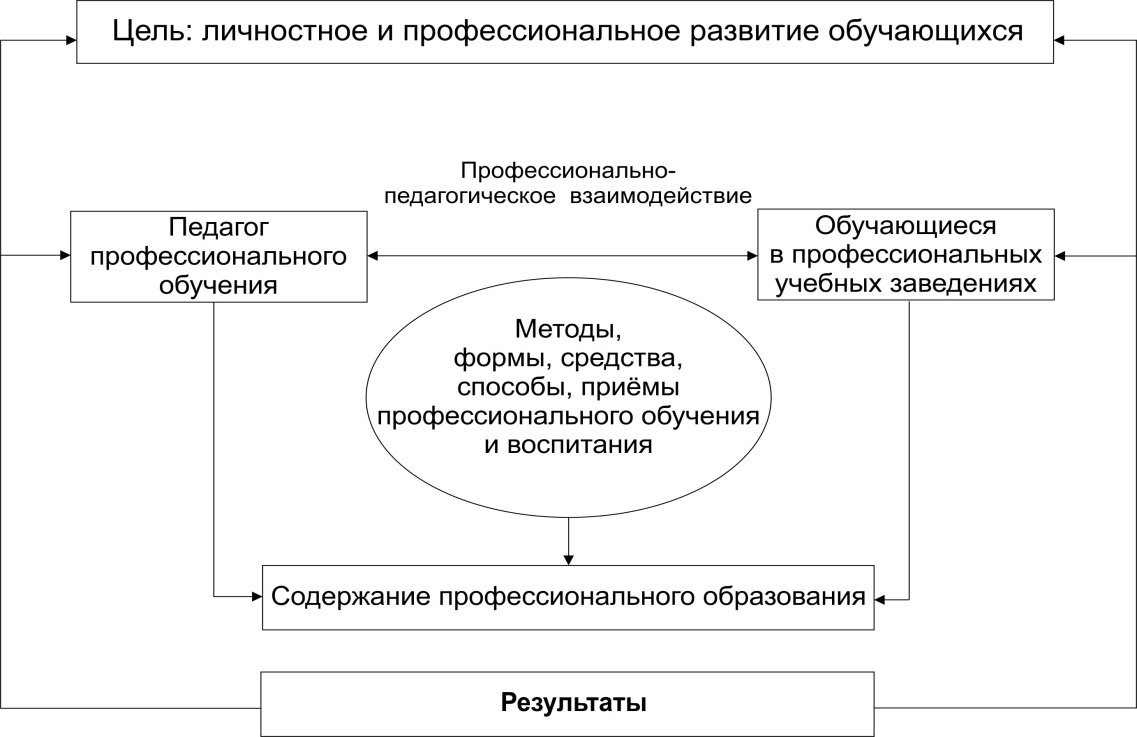 Цель: личностное и профессиональное развитие обучающихся
Профессионально-
педагогическое взаимодействие
Педагог
профессионального
обучения
Обучающиеся
в профессиональных
учебных заведениях
Методы,
формы, средства,
способы, приёмы
профессионального обучения
и воспитания
Содержание профессионального образования
Результаты